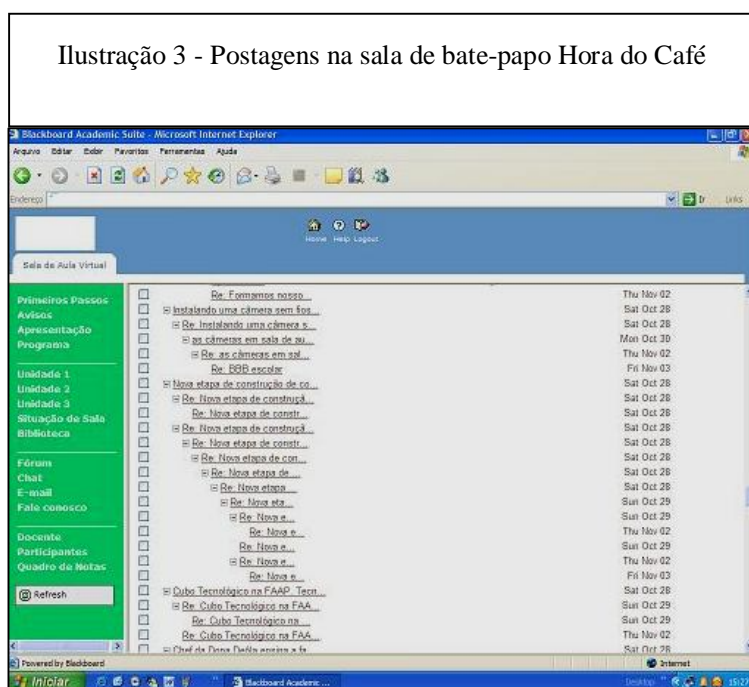 Ilustração 3 - Postagens na sala de bate-papo Hora do Café
Blackboard Academic Suite - Microsoft Internet Explorer
Arquivo Editar Exibir Favoritos Ferramentas Ajuda
Endereço Ir Links
Home Help Logout
Sala de Aula Virtual
Primeiros Passos
Avisos
Apresentação
Programa
Unidade 1
Unidade 2
Unidade 3
Situação de Sala
Biblioteca
Fórum
Chat
E-mail
Fale conosco
Docente
Participantes
Quadro de Notas
Refresh
Re: Formamos nosso... Thu Nov 02
Instalando uma câmera sem fios... Sat Oct 28
Re: Instalando uma câmera s... Sat Oct 28
as câmeras em sala de au... Mon Oct 30
Re: as câmeras em sal... Thu Nov 02
Re: BBB escolar Fri Nov 03
Nova etapa de construção de co... Sat Oct 28
Re: Nova etapa de construçã... Sat Oct 28
Re: Nova etapa de constr... Sat Oct 28
Re: Nova etapa de construçã... Sat Oct 28
Re: Nova etapa de constr... Sat Oct 28
Re: Nova etapa de con... Sat Oct 28
Re: Nova etapa de ... Sat Oct 28
Re: Nova etapa ... Sat Oct 28
Re: Nova eta... Sun Oct 29
Re: Nova e... Sun Oct 29
Re: Nova e... Thu Nov 02
Re: Nova e... Sun Oct 29
Re: Nova e... Thu Nov 02
Re: Nova e... Fri Nov 03
Cubo Tecnológico na FAAP. Tecn... Sat Oct 28
Re: Cubo Tecnológico na FAA... Sun Oct 29
Re: Cubo Tecnológico na ... Sun Oct 29
Re: Cubo Tecnológico na FAA... Thu Nov 02
Chef da Dona Deôla ensina a fa... Sat Oct 28
Powered by Blackboard Internet
Iniciar Blackboard Academic ... Desktop 15:27